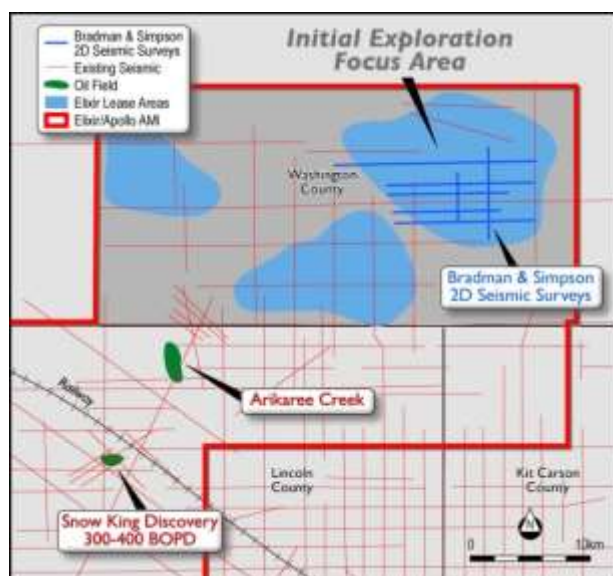 Bradman & Simpson
2D Seismic Surveys
Existing Seismic
Oil Field
Elixir Lease Areas
Elixir/Apollo AMI
Initial Exploration
Focus Area
Washington
County
Bradman & Simpson
2D Seismic Surveys
Arikaree Creek
Railway
Lincoln
County
Kit Carson
County
Snow King Discovery
300-400 BOPD
N
0
10km